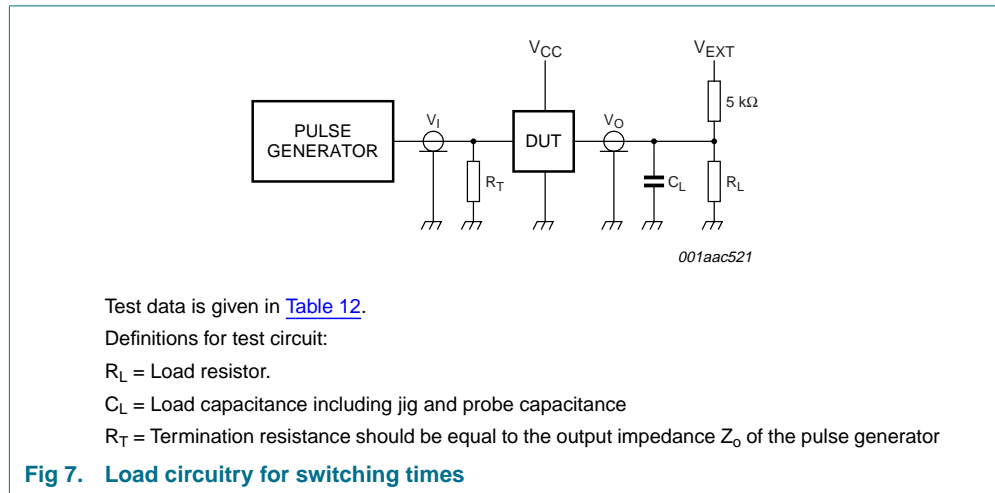 V_CC
V_EXT
5 kΩ
PULSE
GENERATOR
V_I
R_T
DUT
V_O
C_L
R_L
001aac521
Test data is given in Table 12.
Definitions for test circuit:
R_L = Load resistor.
C_L = Load capacitance including jig and probe capacitance
R_T = Termination resistance should be equal to the output impedance Z_o of the pulse generator
Fig 7. Load circuitry for switching times